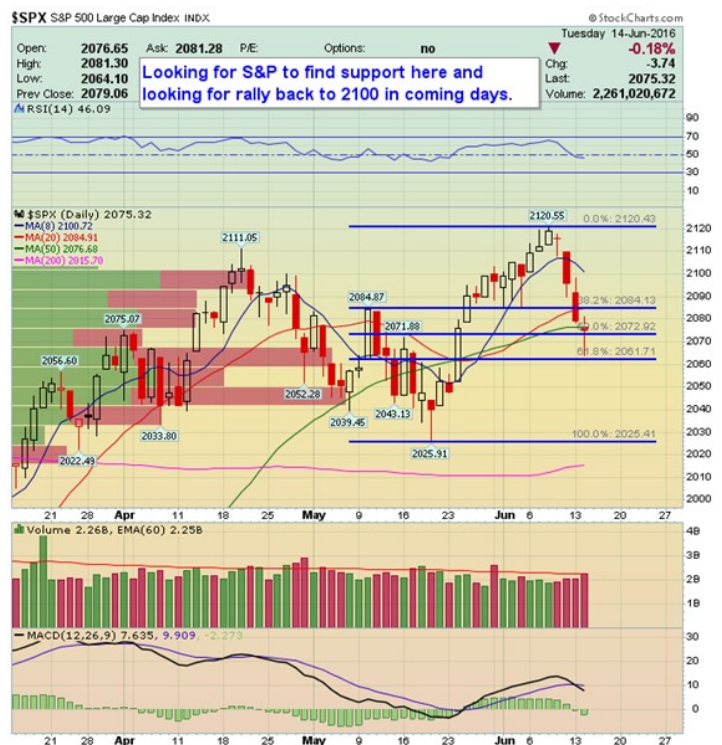 $SPX S&P 500 Large Cap Index INDX
© StockCharts.com
Tuesday 14-Jun-2016
Open: 2076.65 Ask: 2081.28 P/E: Options: no ▼ -0.18%
High: 2081.30
Chg: -3.74
Low: 2064.10
Last: 2075.32
Prev Close: 2079.06
Volume: 2,261,020,672
Looking for S&P to find support here and
looking for rally back to 2100 in coming days.
RSI(14) 46.09
90
70
50
30
10
$SPX (Daily) 2075.32
MA(8) 2100.72
MA(20) 2084.91
MA(50) 2076.68
MA(200) 2015.70
2120.55
0.0%: 2120.43
2111.05
2084.87
38.2%: 2084.13
2075.07
2071.88
50.0%: 2072.92
61.8%: 2061.71
2056.60
2052.28
2039.45
2043.13
2033.80
2022.49
2025.91
100.0%: 2025.41
2120
2110
2100
2090
2080
2070
2060
2050
2040
2030
2020
2010
2000
21 28 Apr 11 18 25 May 9 16 23 Jun 6 13 20 27
Volume 2.26B, EMA(60) 2.25B
4B
3B
2B
1B
MACD(12,26,9) 7.635, 9.909, -2.273
30
20
10
0
21 28 Apr 11 18 25 May 9 16 23 Jun 6 13 20 27